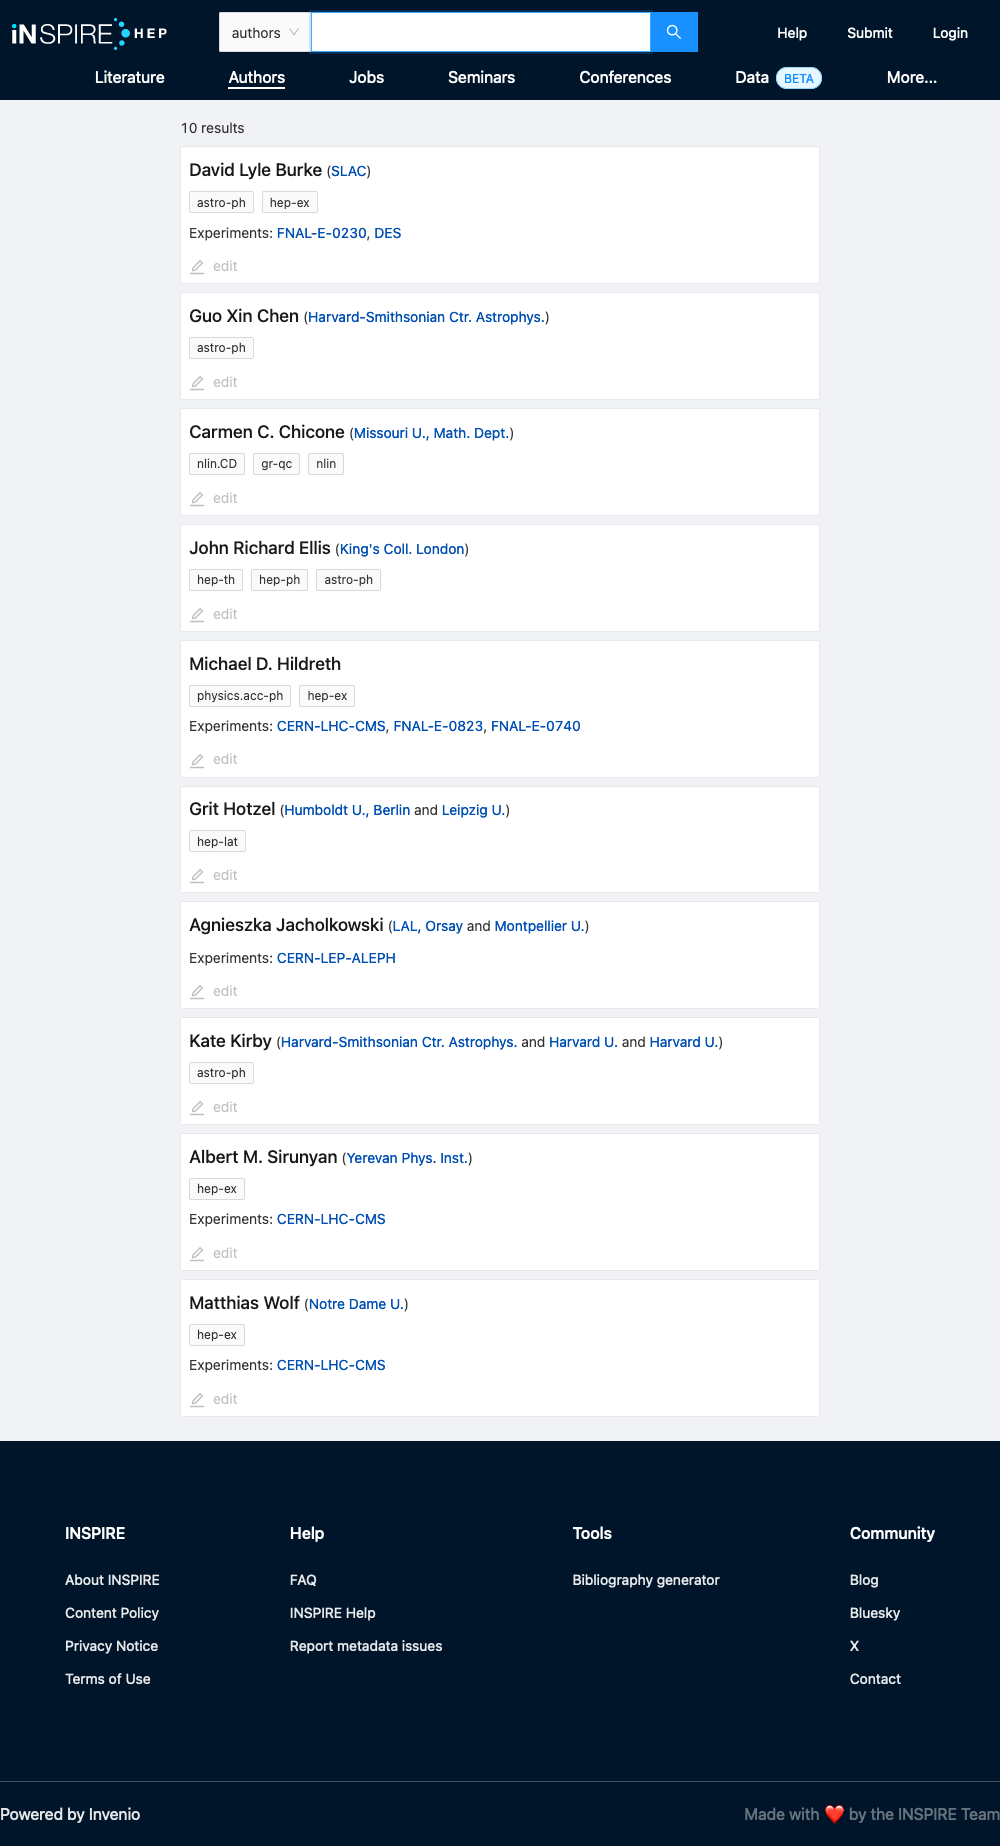 iNSPIRE HEP
authors
Help Submit Login
Literature Authors Jobs Seminars Conferences Data BETA More...
10 results
David Lyle Burke (SLAC)
astro-ph hep-ex
Experiments: FNAL-E-0230, DES
edit
Guo Xin Chen (Harvard-Smithsonian Ctr. Astrophys.)
astro-ph
edit
Carmen C. Chicone (Missouri U., Math. Dept.)
nlin.CD gr-qc nlin
edit
John Richard Ellis (King's Coll. London)
hep-th hep-ph astro-ph
edit
Michael D. Hildreth
physics.acc-ph hep-ex
Experiments: CERN-LHC-CMS, FNAL-E-0823, FNAL-E-0740
edit
Grit Hotzel (Humboldt U., Berlin and Leipzig U.)
hep-lat
edit
Agnieszka Jacholkowski (LAL, Orsay and Montpellier U.)
Experiments: CERN-LEP-ALEPH
edit
Kate Kirby (Harvard-Smithsonian Ctr. Astrophys. and Harvard U. and Harvard U.)
astro-ph
edit
Albert M. Sirunyan (Yerevan Phys. Inst.)
hep-ex
Experiments: CERN-LHC-CMS
edit
Matthias Wolf (Notre Dame U.)
hep-ex
Experiments: CERN-LHC-CMS
edit
INSPIRE
About INSPIRE
Content Policy
Privacy Notice
Terms of Use
Help
FAQ
INSPIRE Help
Report metadata issues
Tools
Bibliography generator
Community
Blog
Bluesky
X
Contact
Powered by Invenio
Made with ❤️ by the INSPIRE Team